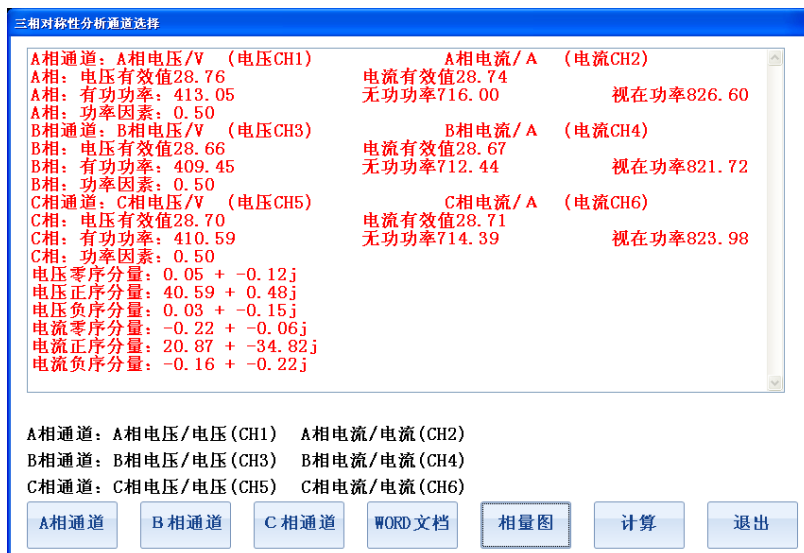 三相对称性分析通道选择
A相通道: A相电压/V (电压CH1) A相电流/A (电流CH2)
A相: 电压有效值28.76 电流有效值28.74
A相: 有功功率: 413.05 无功功率716.00 视在功率826.60
A相: 功率因素: 0.50
B相通道: B相电压/V (电压CH3) B相电流/A (电流CH4)
B相: 电压有效值28.66 电流有效值28.67
B相: 有功功率: 409.45 无功功率712.44 视在功率821.72
B相: 功率因素: 0.50
C相通道: C相电压/V (电压CH5) C相电流/A (电流CH6)
C相: 电压有效值28.70 电流有效值28.71
C相: 有功功率: 410.59 无功功率714.39 视在功率823.98
C相: 功率因素: 0.50
电压零序分量: 0.05 + -0.12j
电压正序分量: 40.59 + 0.48j
电压负序分量: 0.03 + -0.15j
电流零序分量: -0.22 + -0.06j
电流正序分量: 20.87 + -34.82j
电流负序分量: -0.16 + -0.22j
A相通道: A相电压/电压(CH1) A相电流/电流(CH2)
B相通道: B相电压/电压(CH3) B相电流/电流(CH4)
C相通道: C相电压/电压(CH5) C相电流/电流(CH6)
A相通道 B相通道 C相通道 WORD文档 相量图 计算 退出